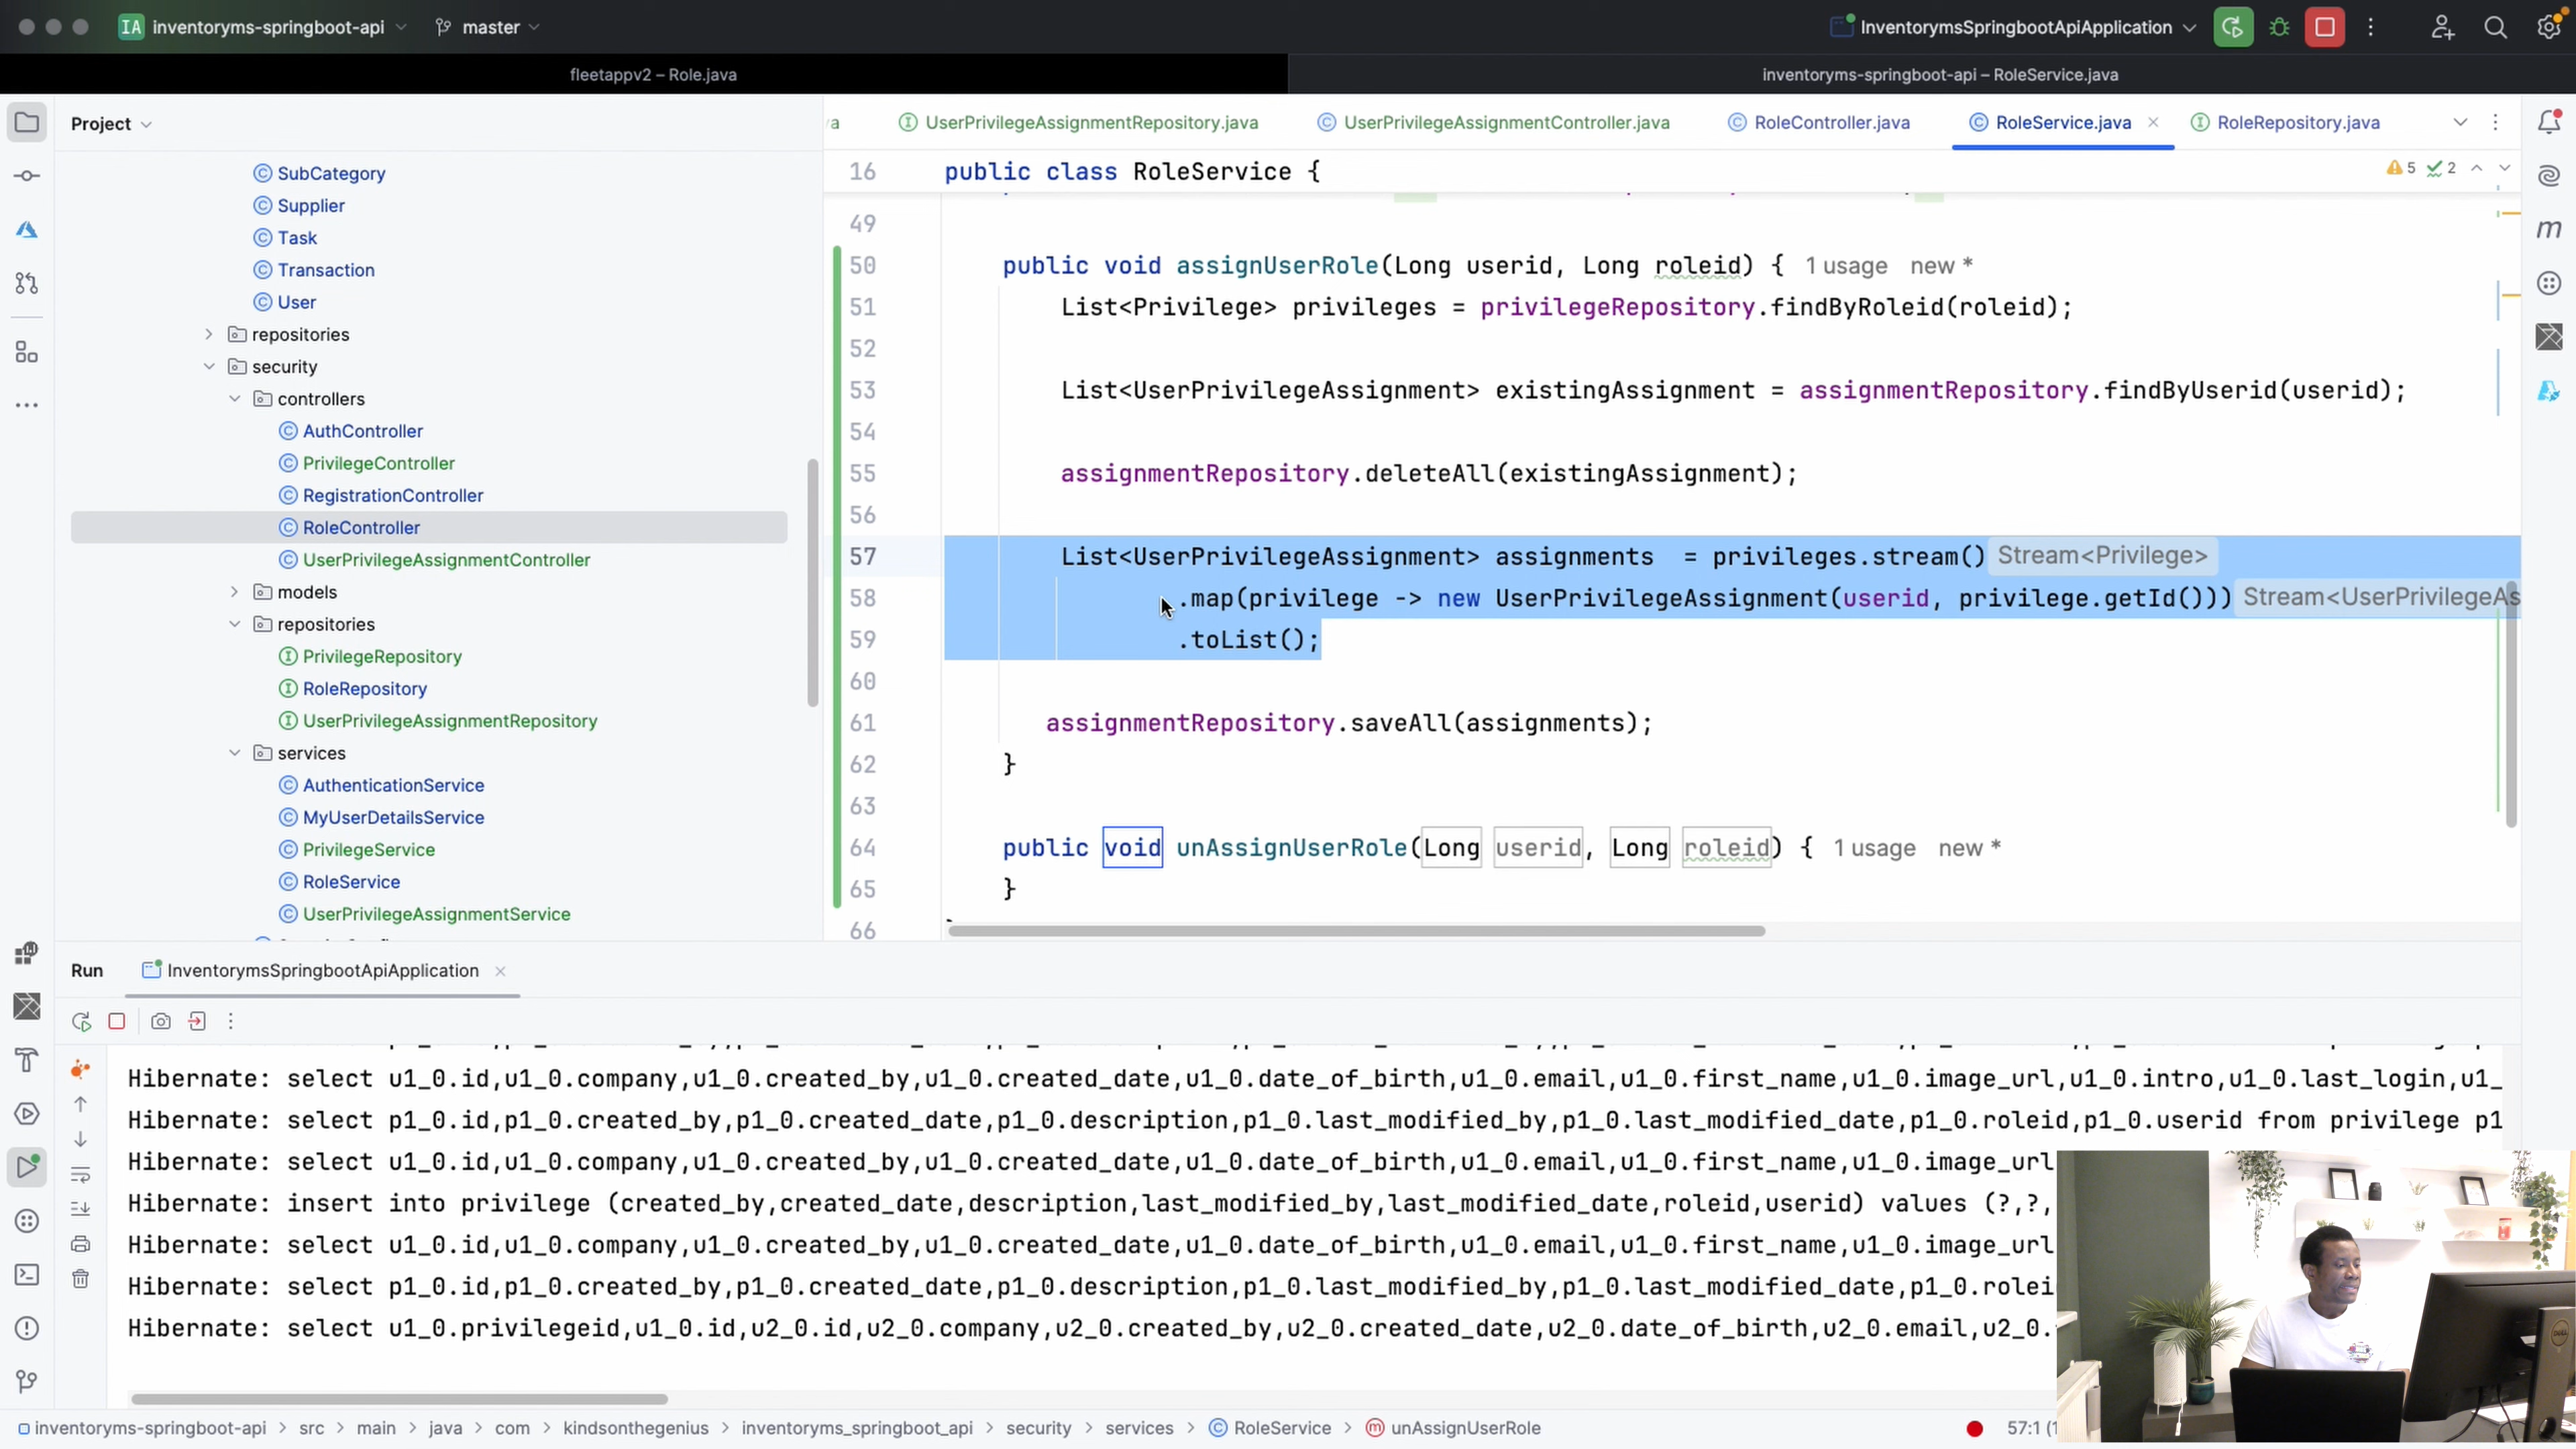 IA inventoryms-springboot-api master InventorymsSpringbootApiApplication
fleetappv2 – Role.java inventoryms-springboot-api – RoleService.java
Project
UserPrivilegeAssignmentRepository.java UserPrivilegeAssignmentController.java RoleController.java RoleService.java RoleRepository.java
16 public class RoleService { 5 2
SubCategory
Supplier
Task
Transaction
User
repositories
security
controllers
AuthController
PrivilegeController
RegistrationController
RoleController
UserPrivilegeAssignmentController
models
repositories
PrivilegeRepository
RoleRepository
UserPrivilegeAssignmentRepository
services
AuthenticationService
MyUserDetailsService
PrivilegeService
RoleService
UserPrivilegeAssignmentService
49
50 public void assignUserRole(Long userid, Long roleid) { 1 usage new *
51 List<Privilege> privileges = privilegeRepository.findByRoleid(roleid);
52
53 List<UserPrivilegeAssignment> existingAssignment = assignmentRepository.findByUserid(userid);
54
55 assignmentRepository.deleteAll(existingAssignment);
56
57 List<UserPrivilegeAssignment> assignments = privileges.stream() Stream<Privilege>
58 .map(privilege -> new UserPrivilegeAssignment(userid, privilege.getId())) Stream<UserPrivilegeAs
59 .toList();
60
61 assignmentRepository.saveAll(assignments);
62 }
63
64 public void unAssignUserRole(Long userid, Long roleid) { 1 usage new *
65 }
66
Run InventorymsSpringbootApiApplication
Hibernate: select u1_0.id,u1_0.company,u1_0.created_by,u1_0.created_date,u1_0.date_of_birth,u1_0.email,u1_0.first_name,u1_0.image_url,u1_0.intro,u1_0.last_login,u1_
Hibernate: select p1_0.id,p1_0.created_by,p1_0.created_date,p1_0.description,p1_0.last_modified_by,p1_0.last_modified_date,p1_0.roleid,p1_0.userid from privilege p1
Hibernate: select u1_0.id,u1_0.company,u1_0.created_by,u1_0.created_date,u1_0.date_of_birth,u1_0.email,u1_0.first_name,u1_0.image_url
Hibernate: insert into privilege (created_by,created_date,description,last_modified_by,last_modified_date,roleid,userid) values (?,?,
Hibernate: select u1_0.id,u1_0.company,u1_0.created_by,u1_0.created_date,u1_0.date_of_birth,u1_0.email,u1_0.first_name,u1_0.image_url
Hibernate: select p1_0.id,p1_0.created_by,p1_0.created_date,p1_0.description,p1_0.last_modified_by,p1_0.last_modified_date,p1_0.rolei
Hibernate: select u1_0.privilegeid,u1_0.id,u2_0.id,u2_0.company,u2_0.created_by,u2_0.created_date,u2_0.date_of_birth,u2_0.email,u2_0.
inventoryms-springboot-api > src > main > java > com > kindsonthegenius > inventoryms_springboot_api > security > services > RoleService > unAssignUserRole 57:1 (1